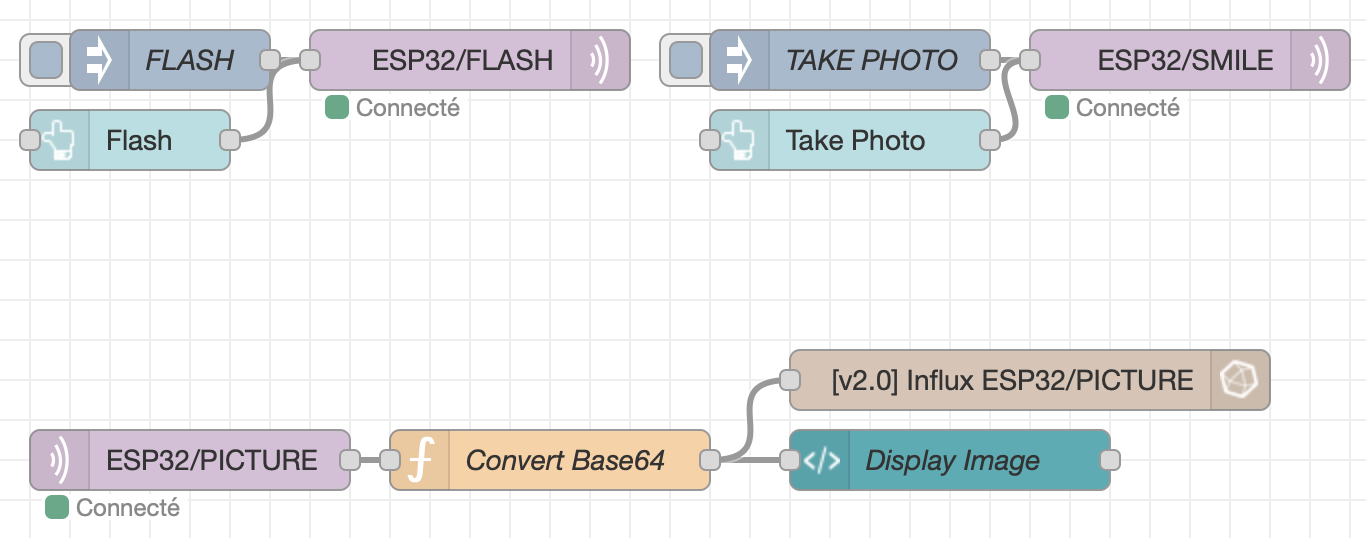 FLASH
ESP32/FLASH
TAKE PHOTO
ESP32/SMILE
Connecté
Connecté
Flash
Take Photo
[v2.0] Influx ESP32/PICTURE
ESP32/PICTURE
Convert Base64
Display Image
Connecté